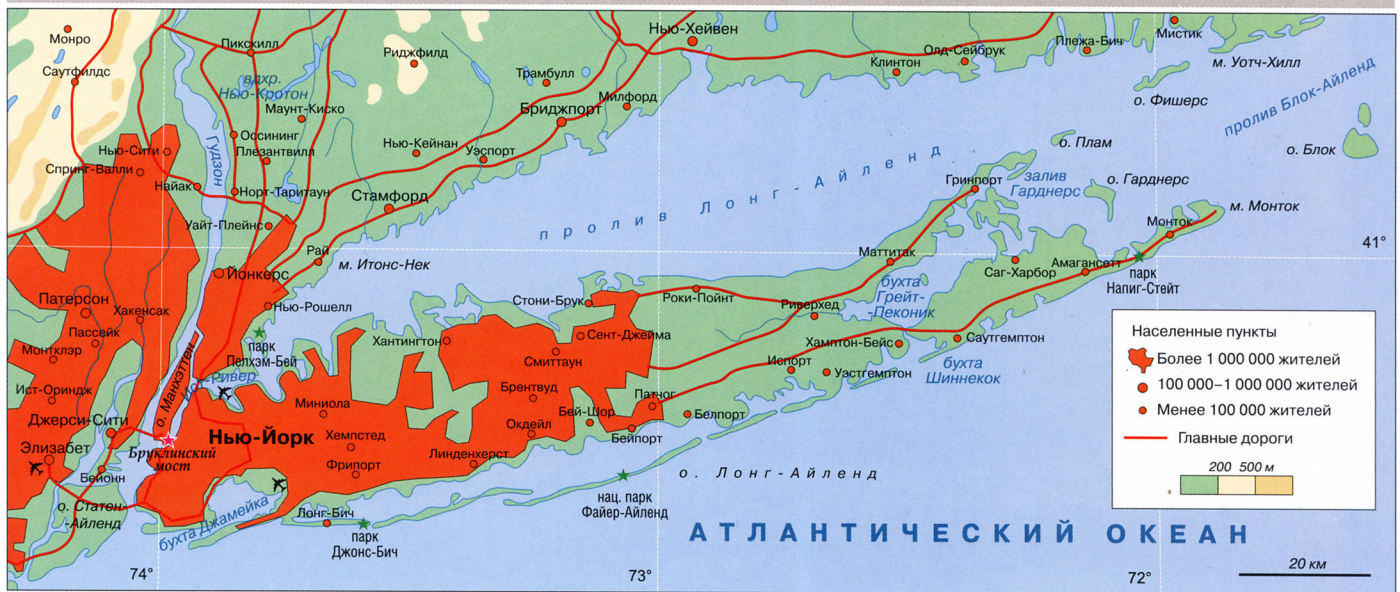 Монро
Саутфилдс
Пикскилл
вдхр.
Нью-Кротон
Маунт-Киско
Риджфилд
Трамбулл
Нью-Хейвен
Бриджпорт
Милфорд
Клинтон
Олд-Сейбрук
Плежа-Бич
Мистик
м. Уотч-Хилл
о. Фишерс
пролив Блок-Айленд
о. Блок
Гудзон
Оссининг
Плезантвилл
Нью-Сити
Спринг-Валли
Найак
Норт-Таритаун
Нью-Кейнан
Уэспорт
Стамфорд
Уайт-Плейнс
Рай
м. Итонс-Нек
пролив Лонг-Айленд
о. Плам
залив
Гарднерс
о. Гарднерс
Гринпорт
м. Монток
Монток
41°
Йонкерс
Нью-Рошелл
Патерсон
Хакенсак
Пассейк
Монтклэр
Ист-Ориндж
Джерси-Сити
Элизабет
Бейонн
о. Статен-
-Айленд
о. Манхэттен
Ист-Ривер
парк
Пелхэм-Бей
Бруклинский
мост
Нью-Йорк
Миниола
Хемпстед
Фрипорт
Линденхерст
Хантингтон
Стони-Брук
Сент-Джеймa
Смиттаун
Брентвуд
Окдейл
Бей-Шор
Бейпорт
Патчог
Белпорт
Роки-Пойнт
Риверхед
Маттитак
бухта
Грейт-
-Пеконик
Саг-Харбор
Амагансетт
парк
Напиг-Стейт
Хамптон-Бейс
Саутгемптон
Испорт
Уэстгемптон
бухта
Шиннекок
бухта Джамейка
Лонг-Бич
парк
Джонс-Бич
нац. парк
Файер-Айленд
о. Лонг-Айленд
АТЛАНТИЧЕСКИЙ ОКЕАН
74°
73°
72°
Населенные пункты
Более 1 000 000 жителей
100 000–1 000 000 жителей
Менее 100 000 жителей
Главные дороги
200 500 м
20 км